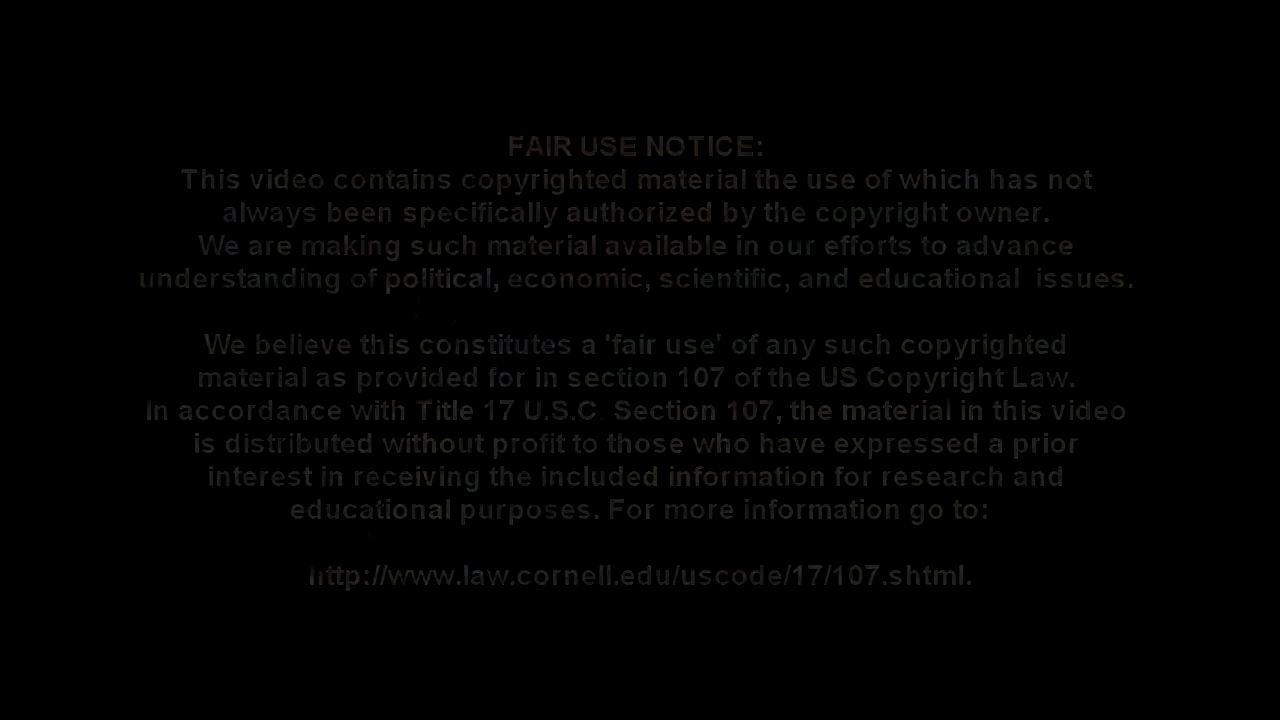 FAIR USE NOTICE:
This video contains copyrighted material the use of which has not
always been specifically authorized by the copyright owner.
We are making such material available in our efforts to advance
understanding of political, economic, scientific, and educational  issues.
We believe this constitutes a 'fair use' of any such copyrighted
material as provided for in section 107 of the US Copyright Law.
In accordance with Title 17 U.S.C. Section 107, the material in this video
is distributed without profit to those who have expressed a prior
interest in receiving the included information for research and
educational purposes. For more information go to:
http://www.law.cornell.edu/uscode/17/107.shtml.